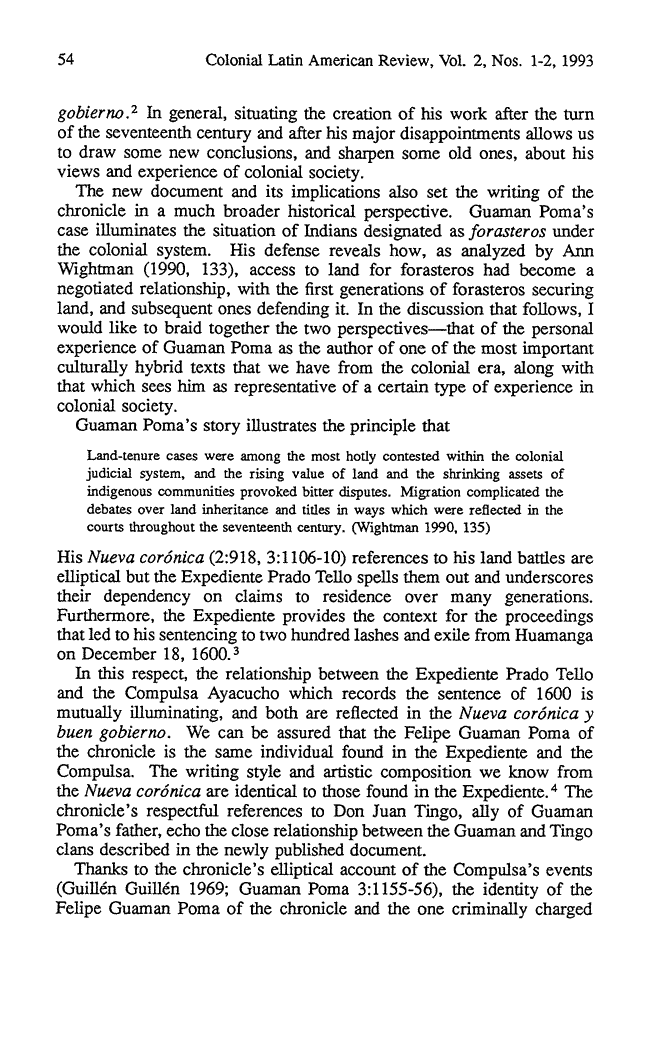 54 Colonial Latin American Review, Vol. 2, Nos. 1-2, 1993
gobierno.2 In general, situating the creation of his work after the turn
of the seventeenth century and after his major disappointments allows us
to draw some new conclusions, and sharpen some old ones, about his
views and experience of colonial society.
The new document and its implications also set the writing of the
chronicle in a much broader historical perspective. Guaman Poma's
case illuminates the situation of Indians designated as forasteros under
the colonial system. His defense reveals how, as analyzed by Ann
Wightman (1990, 133), access to land for forasteros had become a
negotiated relationship, with the first generations of forasteros securing
land, and subsequent ones defending it. In the discussion that follows, I
would like to braid together the two perspectives—that of the personal
experience of Guaman Poma as the author of one of the most important
culturally hybrid texts that we have from the colonial era, along with
that which sees him as representative of a certain type of experience in
colonial society.
Guaman Poma's story illustrates the principle that
Land-tenure cases were among the most hotly contested within the colonial
judicial system, and the rising value of land and the shrinking assets of
indigenous communities provoked bitter disputes. Migration complicated the
debates over land inheritance and titles in ways which were reflected in the
courts throughout the seventeenth century. (Wightman 1990, 135)
His Nueva corónica (2:918, 3:1106-10) references to his land battles are
elliptical but the Expediente Prado Tello spells them out and underscores
their dependency on claims to residence over many generations.
Furthermore, the Expediente provides the context for the proceedings
that led to his sentencing to two hundred lashes and exile from Huamanga
on December 18, 1600.3
In this respect, the relationship between the Expediente Prado Tello
and the Compulsa Ayacucho which records the sentence of 1600 is
mutually illuminating, and both are reflected in the Nueva corónica y
buen gobierno. We can be assured that the Felipe Guaman Poma of
the chronicle is the same individual found in the Expediente and the
Compulsa. The writing style and artistic composition we know from
the Nueva corónica are identical to those found in the Expediente.4 The
chronicle's respectful references to Don Juan Tingo, ally of Guaman
Poma's father, echo the close relationship between the Guaman and Tingo
clans described in the newly published document.
Thanks to the chronicle's elliptical account of the Compulsa's events
(Guillén Guillén 1969; Guaman Poma 3:1155-56), the identity of the
Felipe Guaman Poma of the chronicle and the one criminally charged